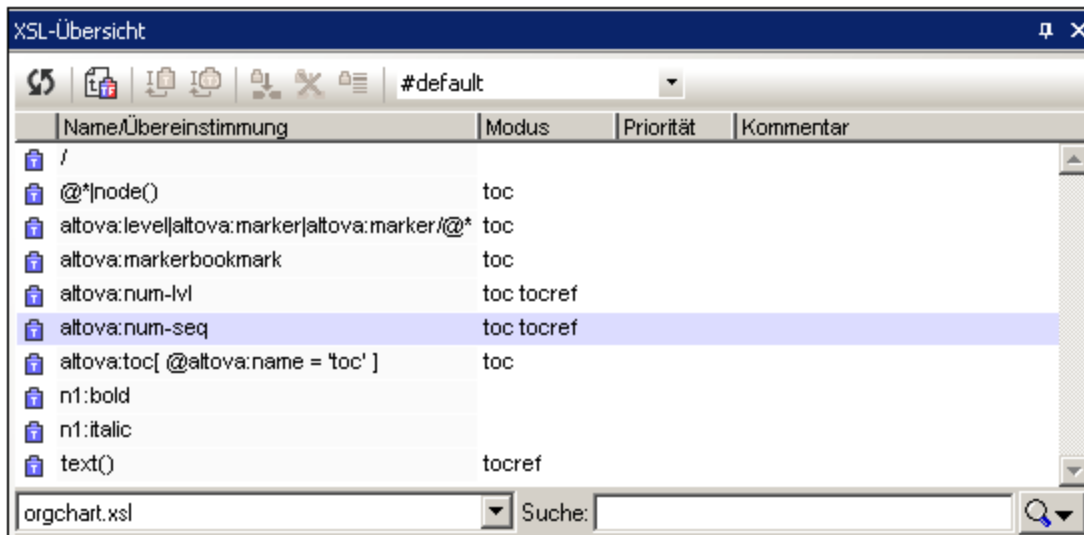 XSL-Übersicht
#default
Name/Übereinstimmung Modus Priorität Kommentar
/
@*|node() toc
altova:level|altova:marker|altova:marker/@* toc
altova:markerbookmark toc
altova:num-lvl toc tocref
altova:num-seq toc tocref
altova:toc[ @altova:name = 'toc' ] toc
n1:bold
n1:italic
text() tocref
orgchart.xsl Suche: